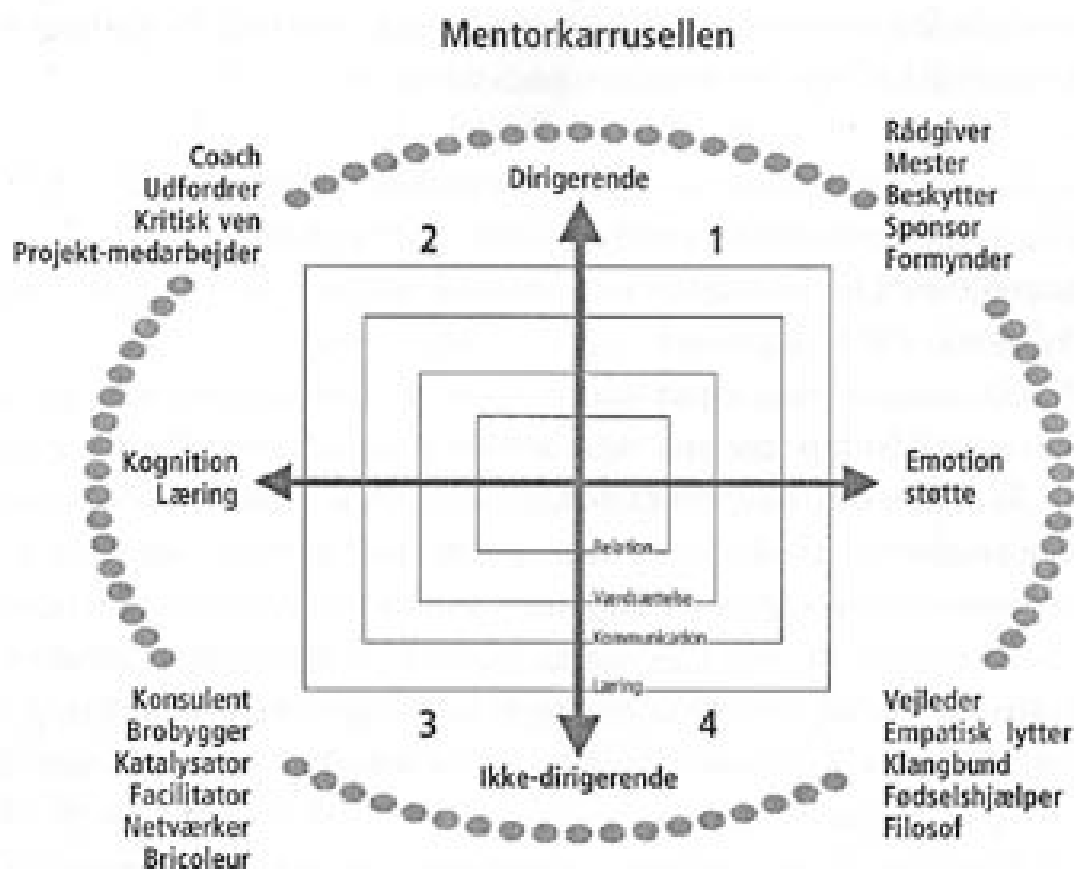 Mentorkarrusellen
Coach
Udfordrer
Kritisk ven
Projekt-medarbejder
Dirigerende
Rådgiver
Mester
Beskytter
Sponsor
Formynder
2
1
Kognition
Læring
Emotion
støtte
Relation
Værdsættelse
Kommunikation
Læring
3
4
Konsulent
Brobygger
Katalysator
Facilitator
Netværker
Bricoleur
Ikke-dirigerende
Vejleder
Empatisk lytter
Klangbund
Fødselshjælper
Filosof